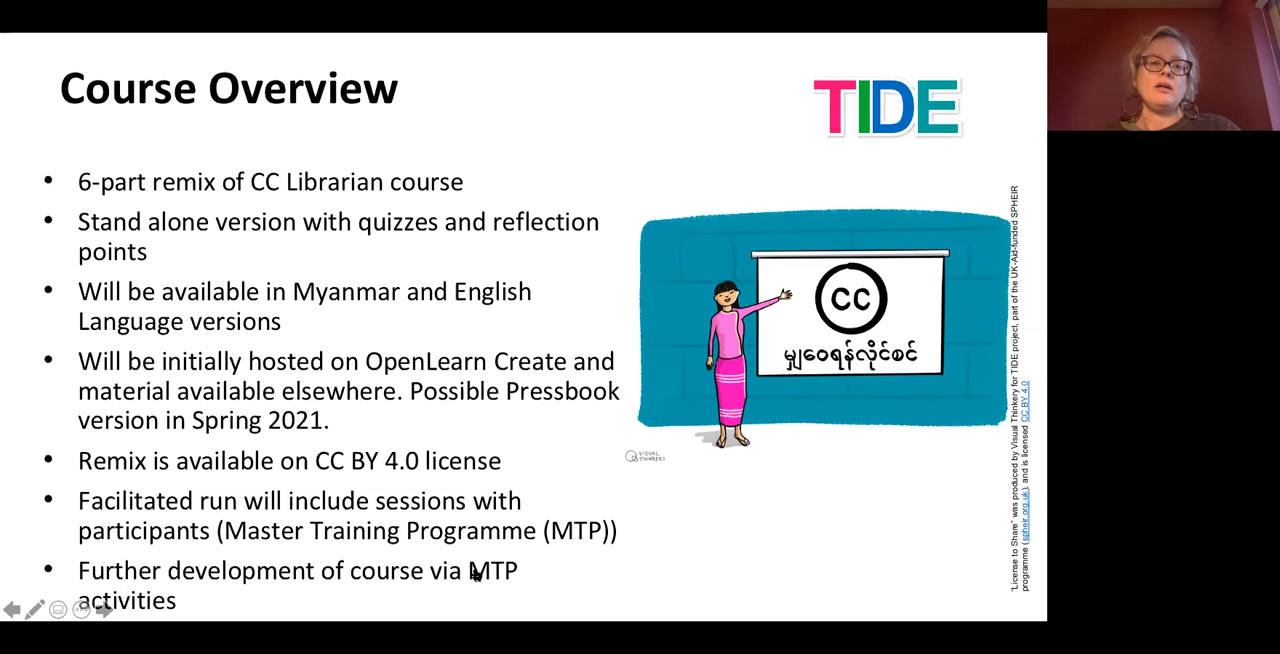 Course Overview
TIDE
• 6-part remix of CC Librarian course
• Stand alone version with quizzes and reflection
points
• Will be available in Myanmar and English
Language versions
• Will be initially hosted on OpenLearn Create and
material available elsewhere. Possible Pressbook
version in Spring 2021.
• Remix is available on CC BY 4.0 license
• Facilitated run will include sessions with
participants (Master Training Programme (MTP))
• Further development of course via MTP
activities
CC
မျှဝေရန်လိုင်စင်
VISUAL
THINKERY
"License to Share" was produced by Visual Thinkery for TIDE project, part of the UK-Aid-funded SPHEIR
programme (spheir.org.uk), and is licensed CC BY 4.0